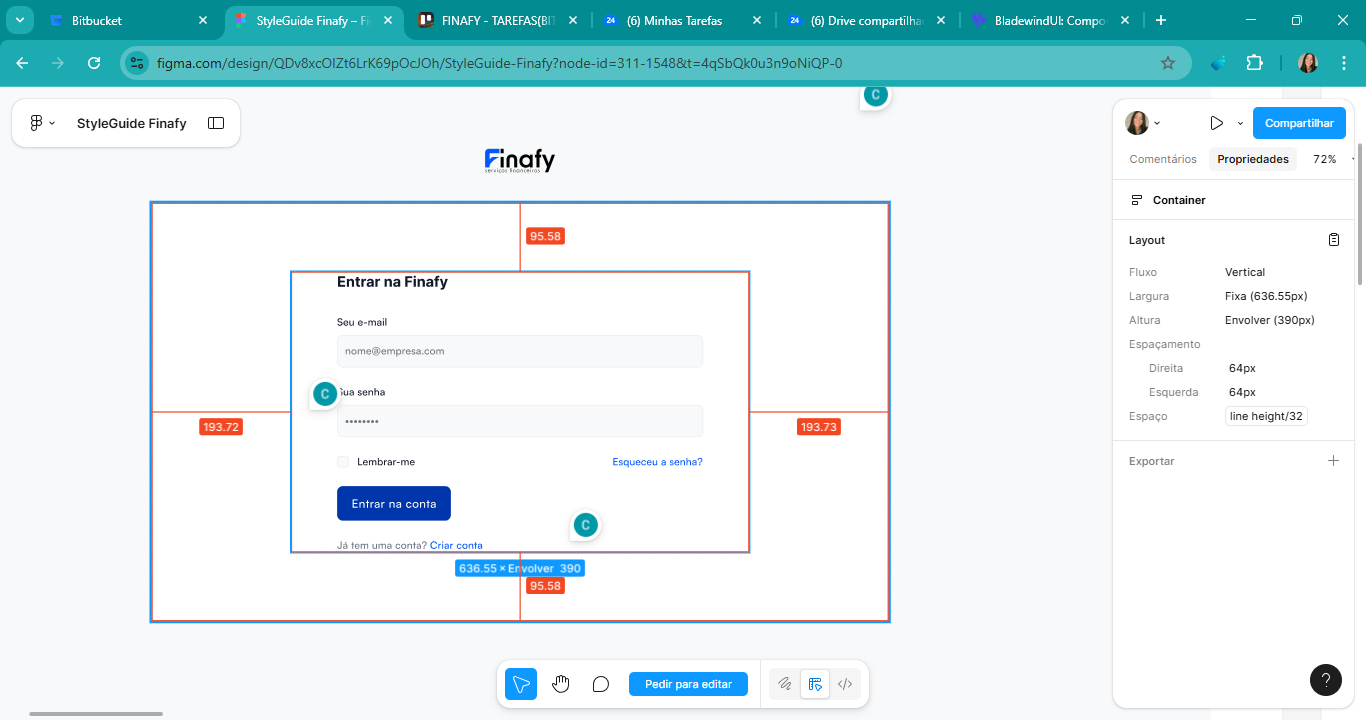 Bitbucket
StyleGuide Finafy – Fi
FINAFY - TAREFAS(BIT
24 (6) Minhas Tarefas
24 (6) Drive compartilha
BladewindUI: Compo
figma.com/design/QDv8xcOIZt6LrK69pOcJOh/StyleGuide-Finafy?node-id=311-1548&t=4qSbQk0u3n9oNiQP-0
StyleGuide Finafy
C
Compartilhar
Comentários
Propriedades
72%
Finafy
serviços financeiros
Container
Layout
Fluxo Vertical
Largura Fixa (636.55px)
Altura Envolver (390px)
Espaçamento
Direita 64px
Esquerda 64px
Espaço line height/32
Exportar
95.58
Entrar na Finafy
Seu e-mail
nome@empresa.com
C
Sua senha
••••••••
193.72
193.73
Lembrar-me
Esqueceu a senha?
Entrar na conta
C
Já tem uma conta? Criar conta
636.55 × Envolver 390
95.58
Pedir para editar
?